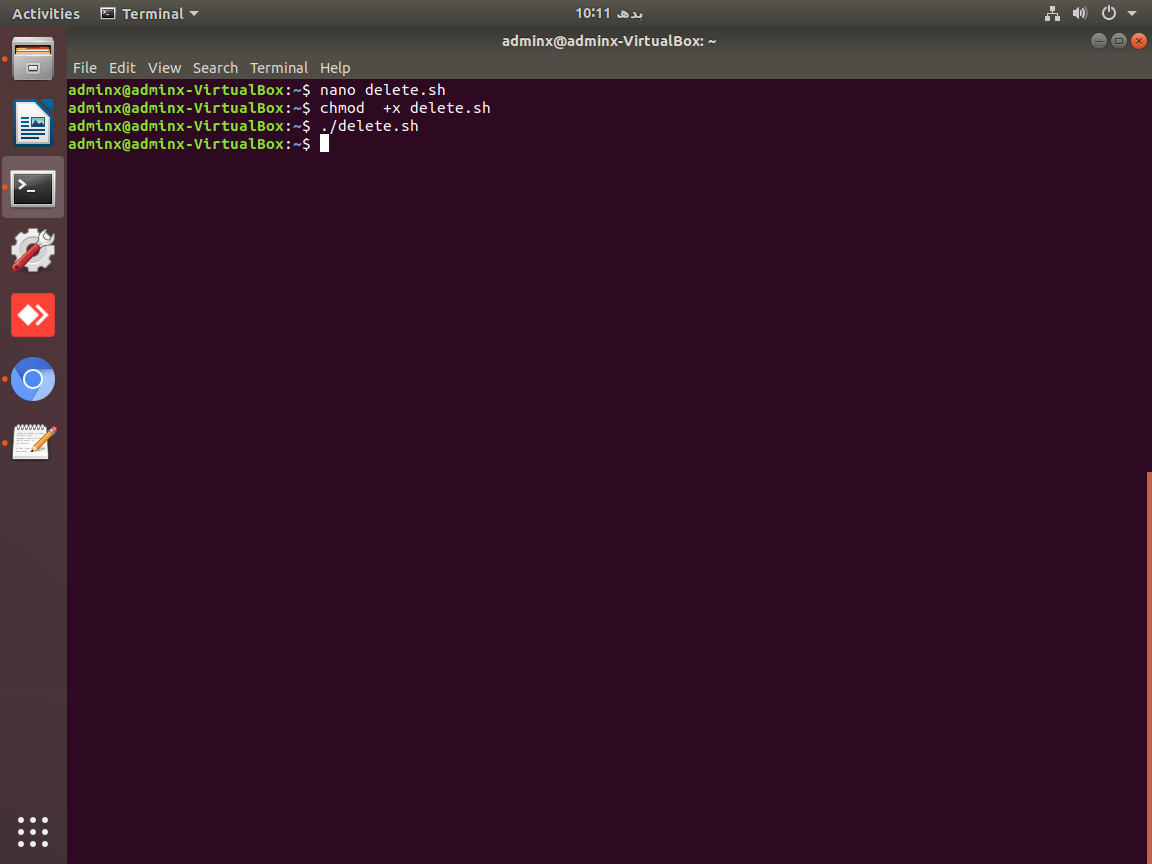 Activities
Terminal
10:11 بدھ
adminx@adminx-VirtualBox: ~
File Edit View Search Terminal Help
adminx@adminx-VirtualBox:~$ nano delete.sh
adminx@adminx-VirtualBox:~$ chmod  +x delete.sh
adminx@adminx-VirtualBox:~$ ./delete.sh
adminx@adminx-VirtualBox:~$